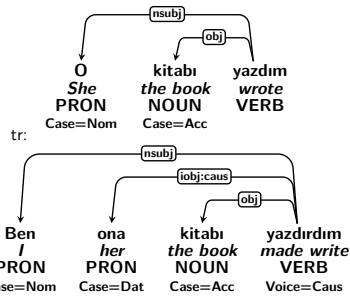 nsubj
obj
O kitabı yazdım
She the book wrote
PRON NOUN VERB
Case=Nom Case=Acc
tr:
nsubj
iobj:caus
obj
Ben ona kitabı yazdırdım
I her the book made write
PRON PRON NOUN VERB
Case=Nom Case=Dat Case=Acc Voice=Caus